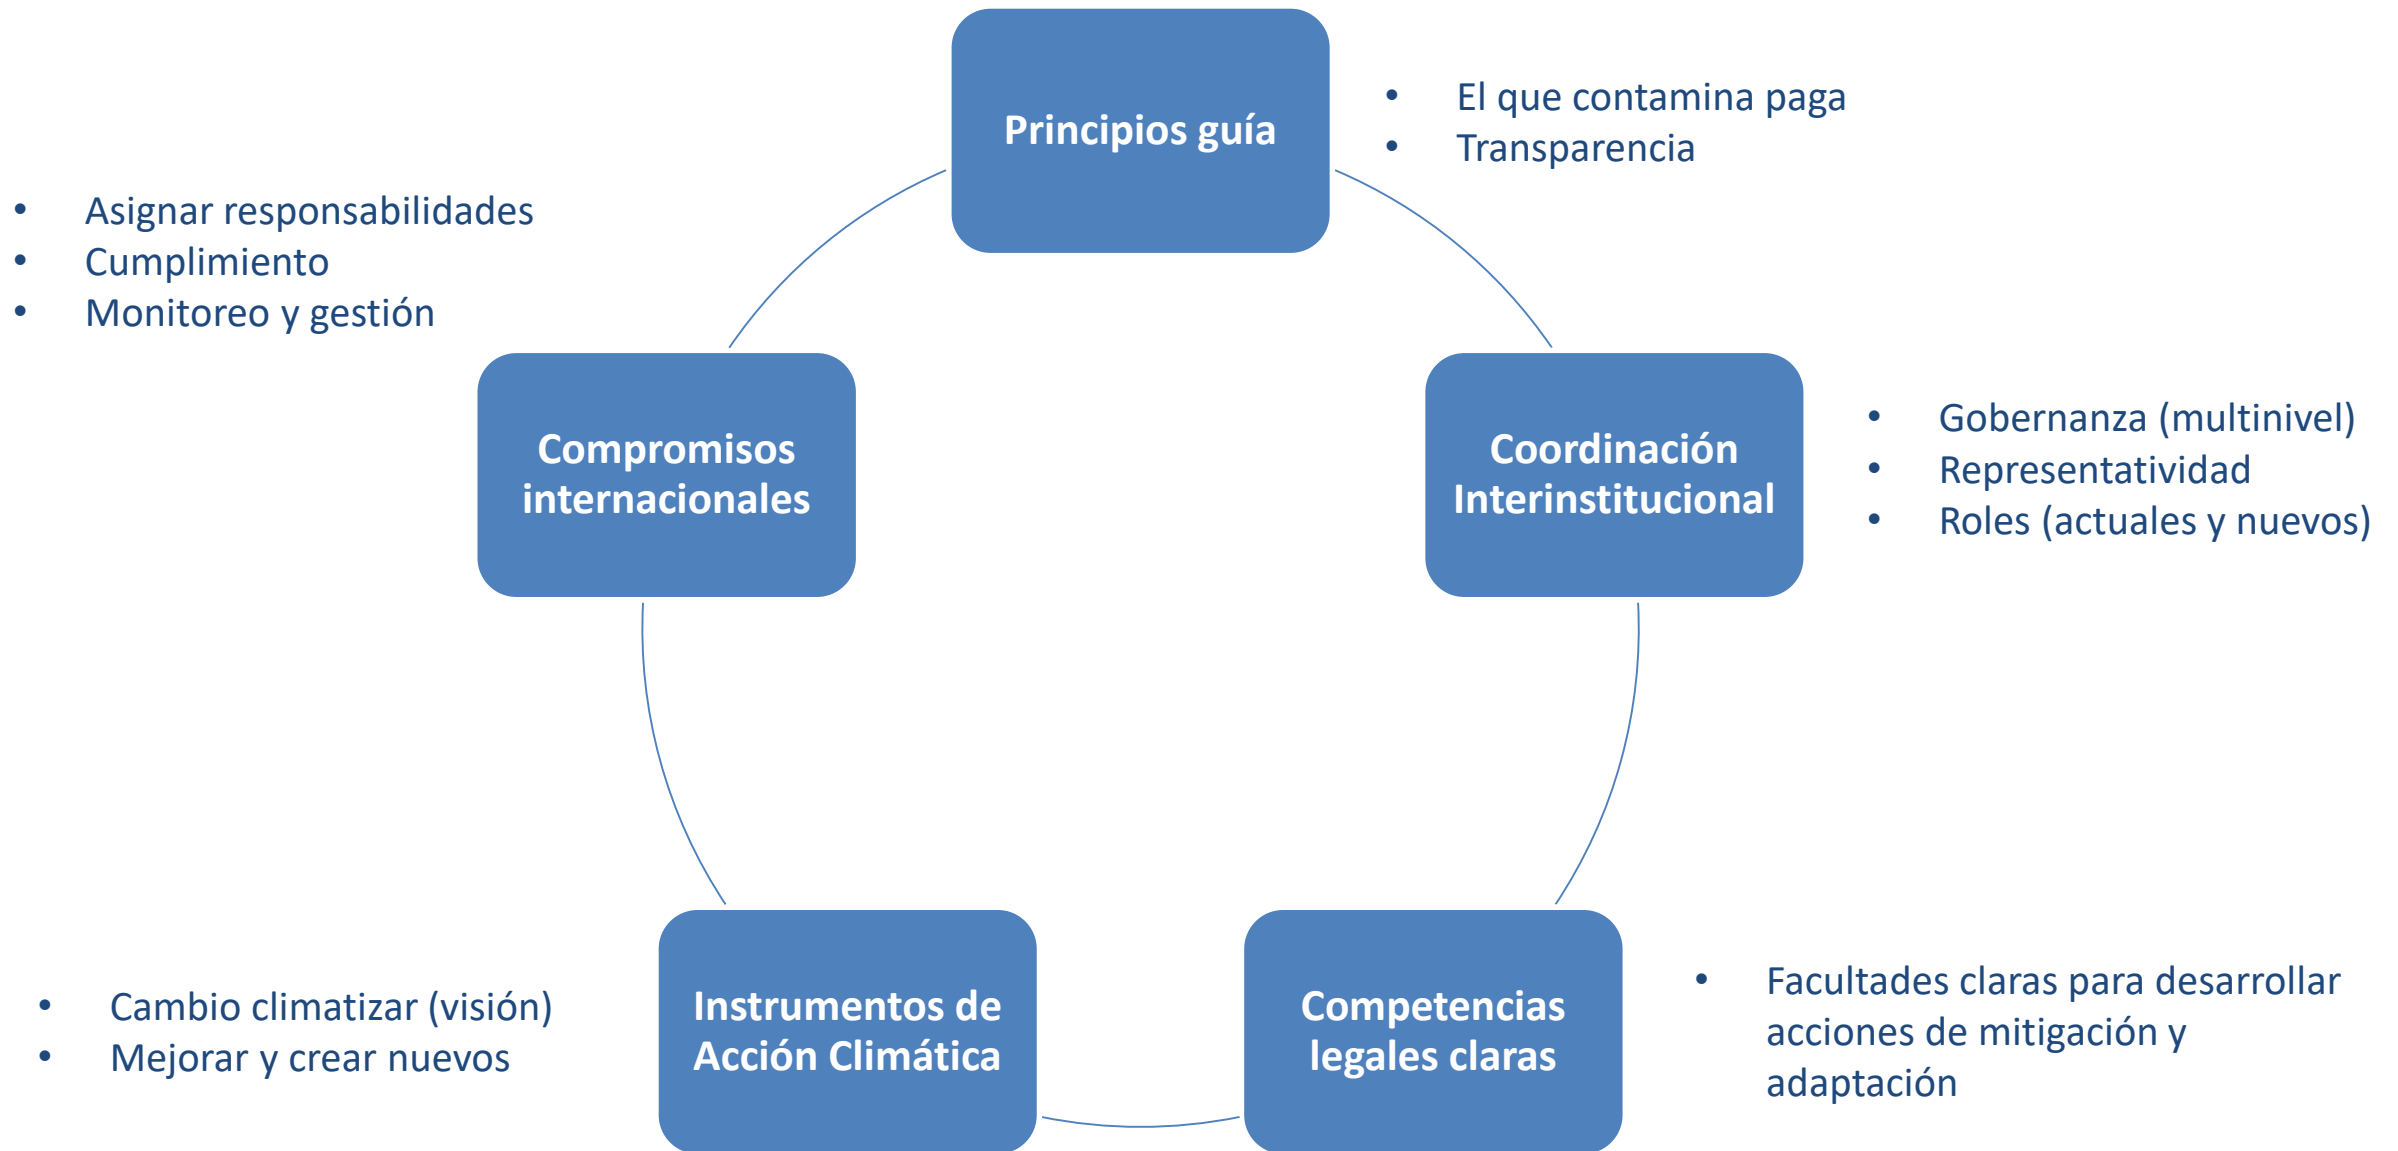 Principios guía
• El que contamina paga
• Transparencia
• Asignar responsabilidades
• Cumplimiento
• Monitoreo y gestión
Compromisos
internacionales
Coordinación
Interinstitucional
• Gobernanza (multinivel)
• Representatividad
• Roles (actuales y nuevos)
• Cambio climatizar (visión)
• Mejorar y crear nuevos
Instrumentos de
Acción Climática
Competencias
legales claras
• Facultades claras para desarrollar
acciones de mitigación y
adaptación